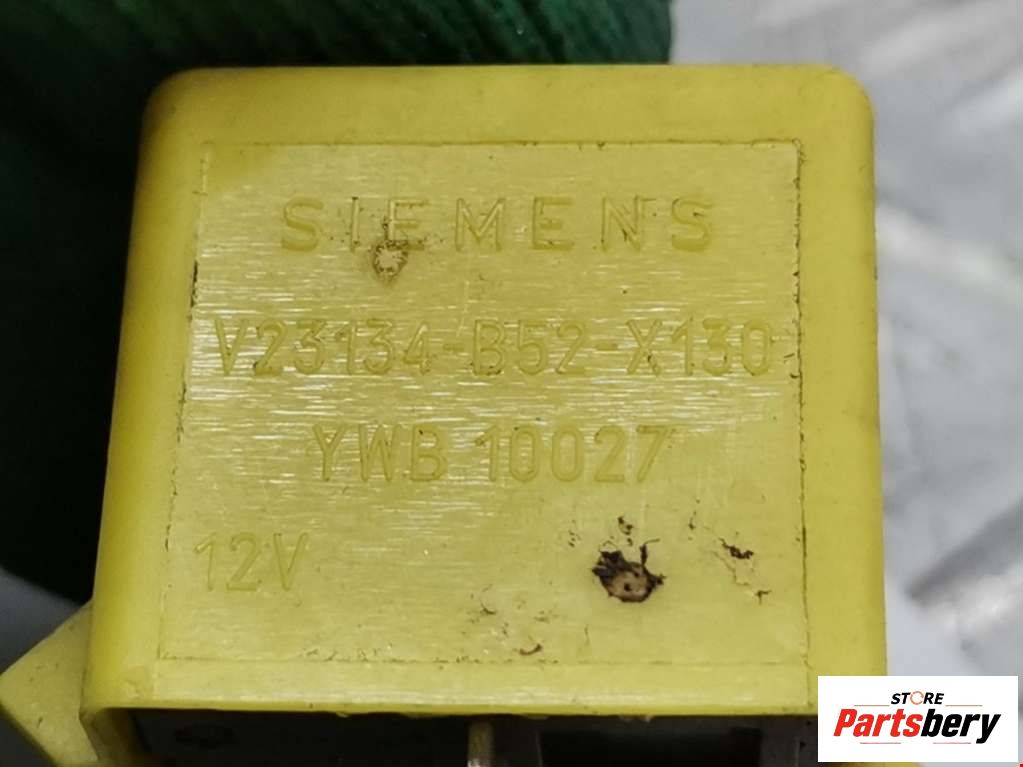 SIEMENS
V23134-B52-X130
YWB 10027
12V
STORE
Partsbery